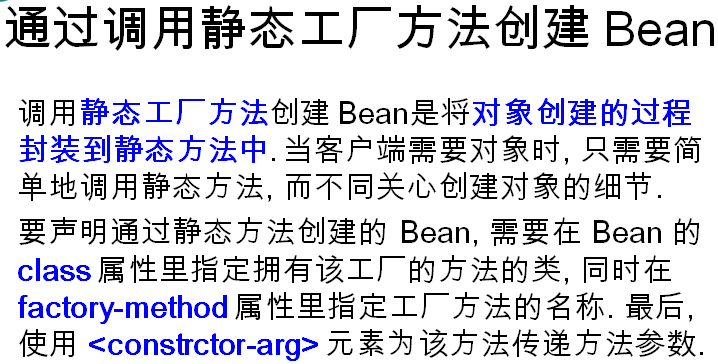 通过调用静态工厂方法创建 Bean
调用静态工厂方法创建 Bean是将对象创建的过程
封装到静态方法中. 当客户端需要对象时, 只需要简
单地调用静态方法, 而不同关心创建对象的细节.
要声明通过静态方法创建的 Bean, 需要在 Bean 的
class 属性里指定拥有该工厂的方法的类, 同时在
factory-method 属性里指定工厂方法的名称. 最后,
使用 <constrctor-arg> 元素为该方法传递方法参数.